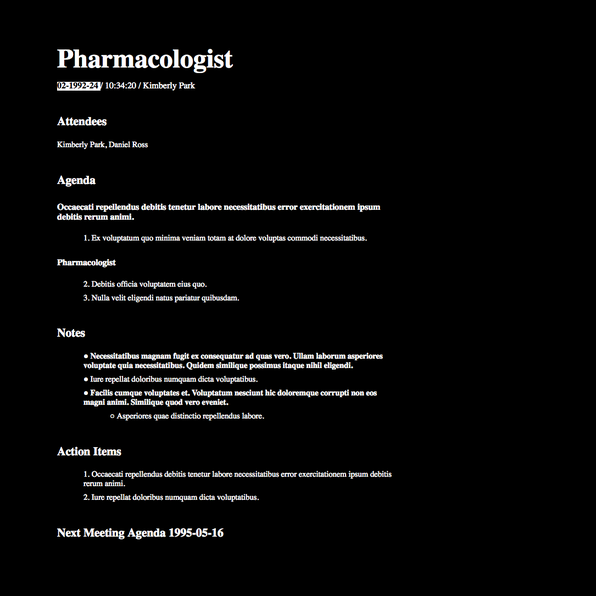 Pharmacologist
02-1992-24 / 10:34:20 / Kimberly Park
Attendees
Kimberly Park, Daniel Ross
Agenda
Occaecati repellendus debitis tenetur labore necessitatibus error exercitationem ipsum
debitis rerum animi.
1. Ex voluptatum quo minima veniam totam at dolore voluptas commodi necessitatibus.
Pharmacologist
2. Debitis officia voluptatem eius quo.
3. Nulla velit eligendi natus pariatur quibusdam.
Notes
● Necessitatibus magnam fugit ex consequatur ad quas vero. Ullam laborum asperiores
voluptate quia necessitatibus. Quidem similique possimus itaque nihil eligendi.
● Iure repellat doloribus numquam dicta voluptatibus.
● Facilis cumque voluptates et. Voluptatum nesciunt hic doloremque corrupti non eos
magni animi. Similique quod vero eveniet.
○ Asperiores quae distinctio repellendus labore.
Action Items
1. Occaecati repellendus debitis tenetur labore necessitatibus error exercitationem ipsum debitis
rerum animi.
2. Iure repellat doloribus numquam dicta voluptatibus.
Next Meeting Agenda 1995-05-16